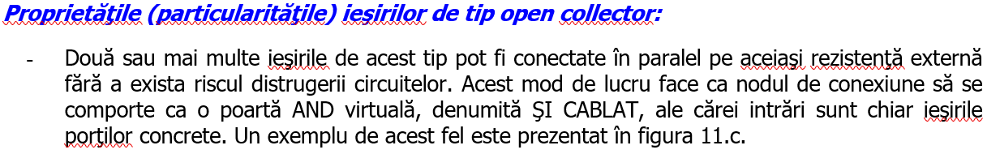 Proprietăţile (particularităţile) ieşirilor de tip open collector:
- Două sau mai multe ieşirile de acest tip pot fi conectate în paralel pe aceiaşi rezistenţă externă
fără a exista riscul distrugerii circuitelor. Acest mod de lucru face ca nodul de conexiune să se
comporte ca o poartă AND virtuală, denumită ŞI CABLAT, ale cărei intrări sunt chiar ieşirile
porţilor concrete. Un exemplu de acest fel este prezentat în figura 11.c.